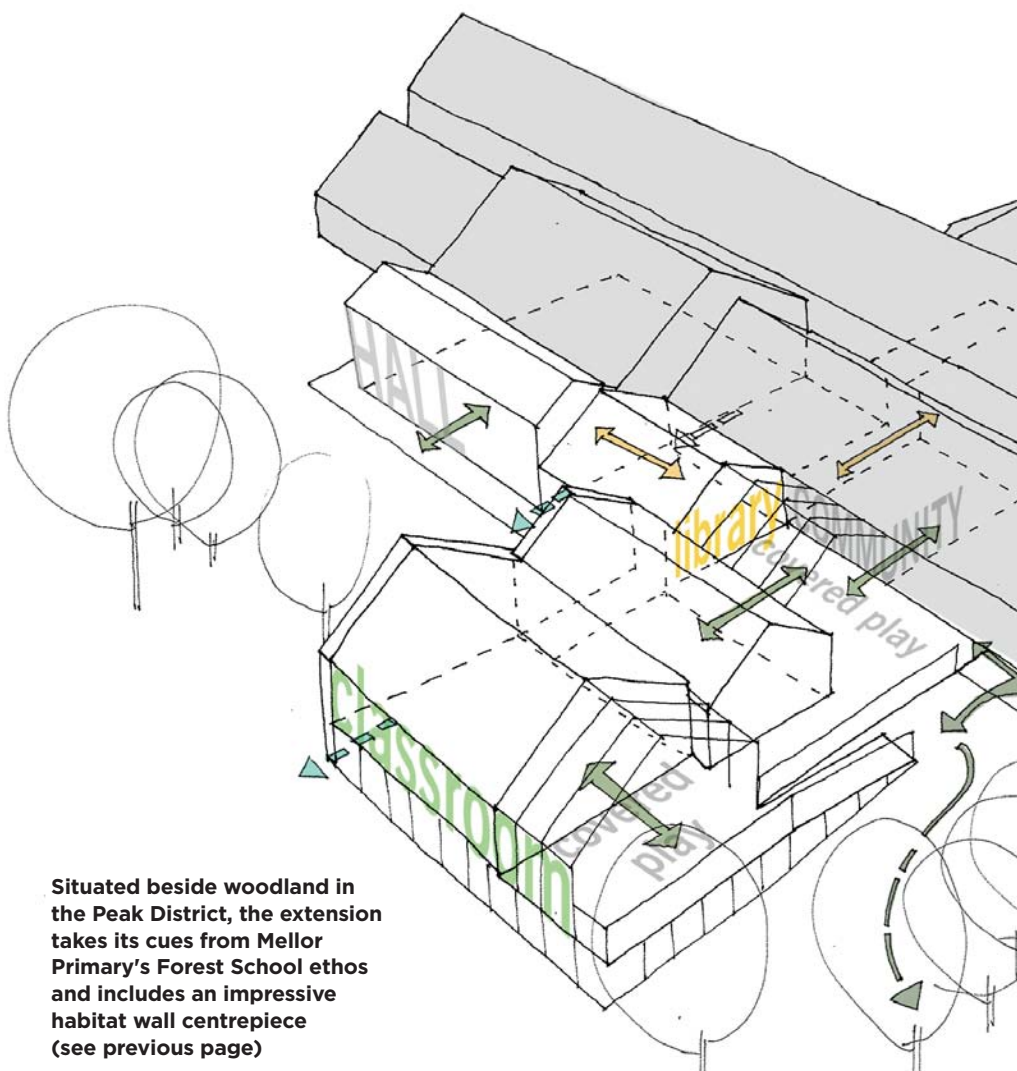 HALL
library
COMMUNITY
covered play
classroom
covered
play
Situated beside woodland in
the Peak District, the extension
takes its cues from Mellor
Primary's Forest School ethos
and includes an impressive
habitat wall centrepiece
(see previous page)